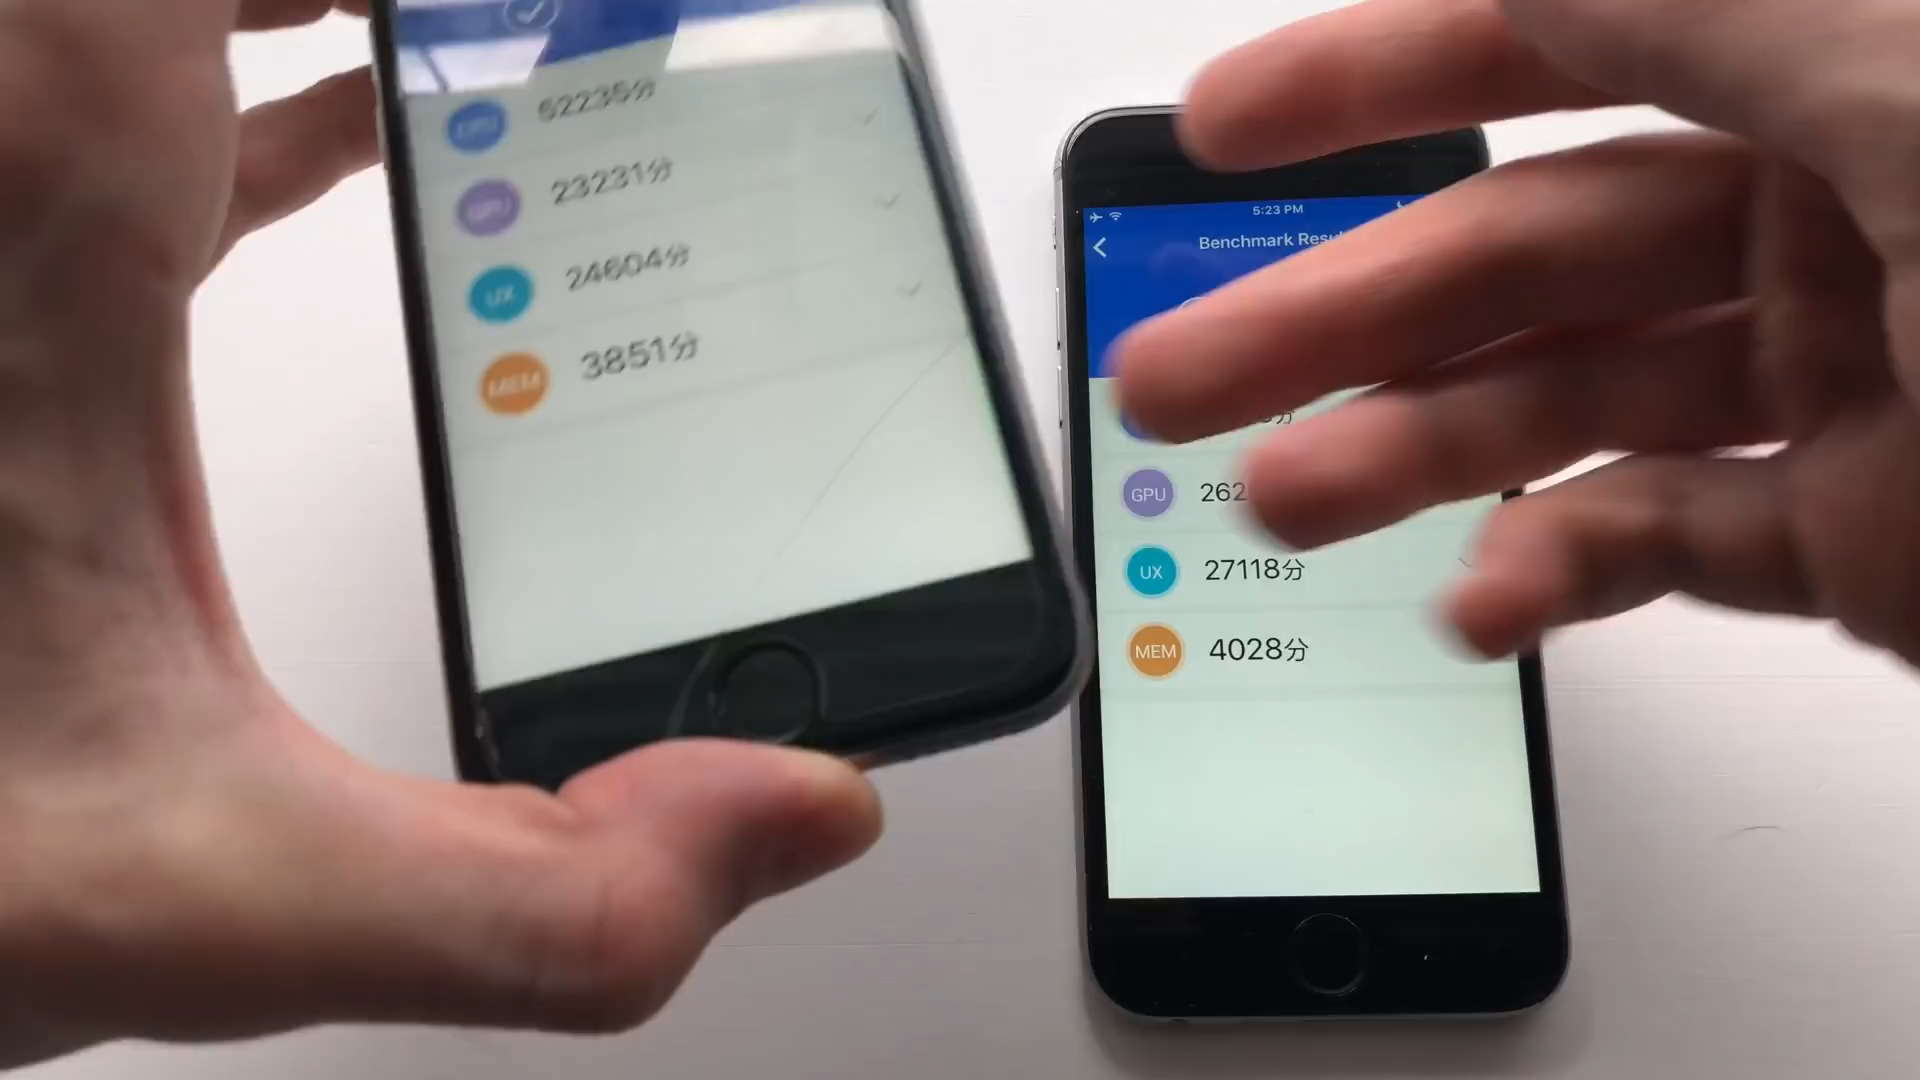 CPU 62235分
GPU 23231分
UX 24604分
MEM 3851分
5:23 PM
Benchmark
GPU 262
UX 27118分
MEM 4028分